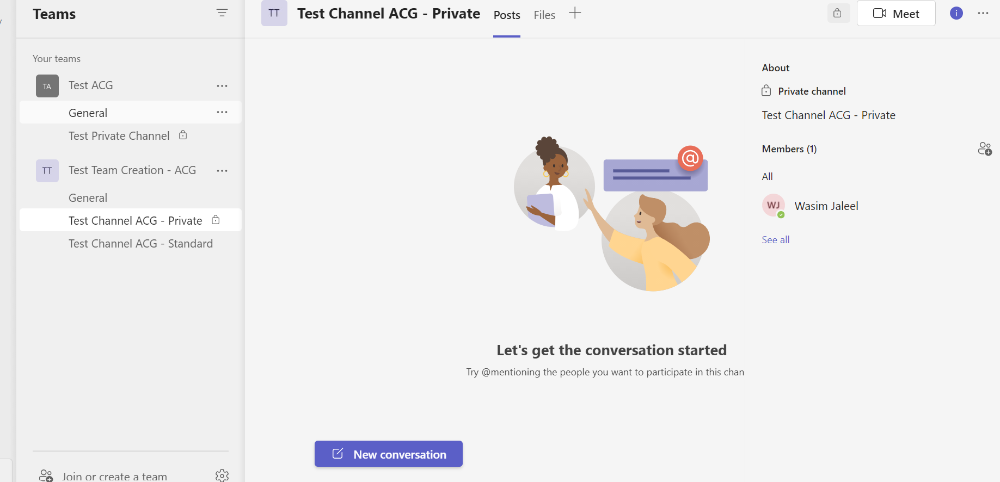 Teams
TT
Test Channel ACG - Private
Posts
Files
Meet
Your teams
TA
Test ACG
General
Test Private Channel
TT
Test Team Creation - ACG
General
Test Channel ACG - Private
Test Channel ACG - Standard
Join or create a team
@
Let's get the conversation started
Try @mentioning the people you want to participate in this chan
New conversation
About
Private channel
Test Channel ACG - Private
Members (1)
All
WJ
Wasim Jaleel
See all